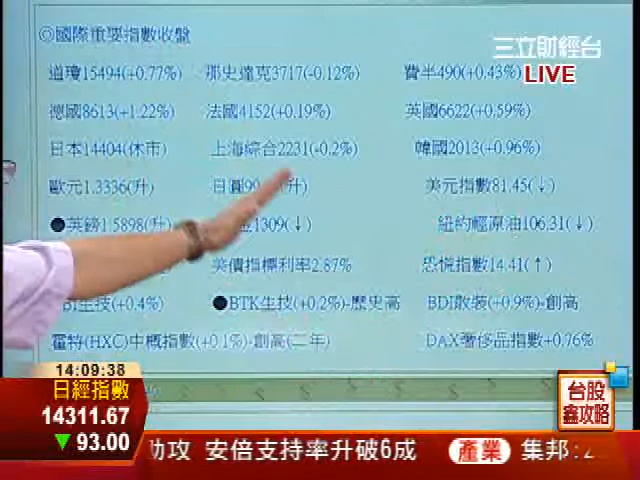 ◎國際重要指數收盤
三立財經台
LIVE
道瓊15494(+0.77%) 那史達克3717(-0.12%) 費半490(+0.43%)
德國8613(+1.22%) 法國4152(+0.19%) 英國6622(+0.59%)
日本14404(休市) 上海綜合2231(-0.2%) 韓國2013(+0.96%)
歐元1.3336(升) 日圓99 (升) 美元指數81.45(↓)
●英鎊1.5898(升) 1309(↓) 紐約輕原油106.31(↓)
美債指標利率2.87% 恐慌指數14.41(↑)
生技(+0.4%) ●BTK生技(+0.2%)-歷史高 BDI散裝(+0.9%)-創高
霍特(HXC)中概指數(+0.1%)-創高(二年) DAX奢侈品指數+0.76%
14:09:38
日經指數
14311.67
▼93.00
台股
鑫攻略
助攻 安倍支持率升破6成 產業 集邦: